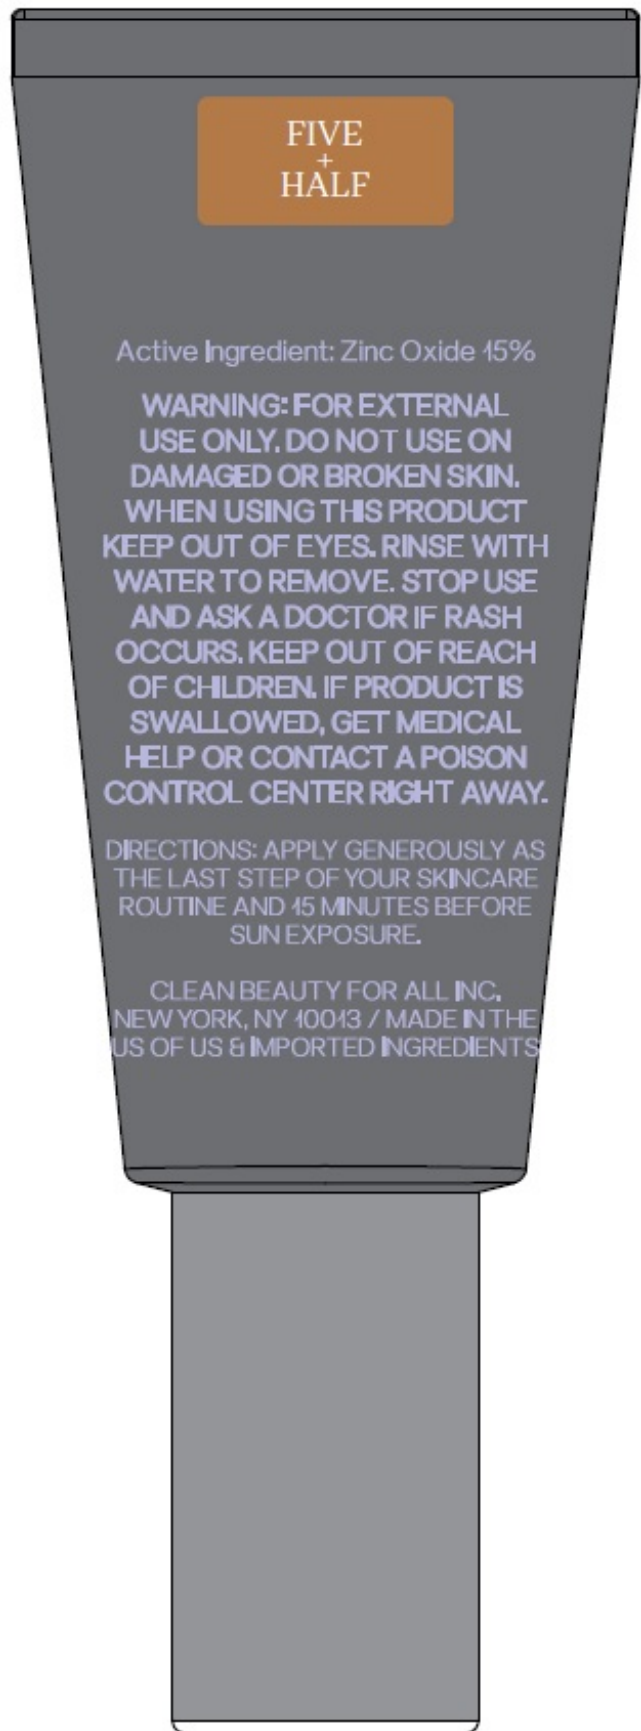 FIVE
+
HALF
Active Ingredient: Zinc Oxide 15%
WARNING: FOR EXTERNAL
USE ONLY. DO NOT USE ON
DAMAGED OR BROKEN SKIN.
WHEN USING THIS PRODUCT
KEEP OUT OF EYES. RINSE WITH
WATER TO REMOVE. STOP USE
AND ASK A DOCTOR IF RASH
OCCURS. KEEP OUT OF REACH
OF CHILDREN. IF PRODUCT IS
SWALLOWED, GET MEDICAL
HELP OR CONTACT A POISON
CONTROL CENTER RIGHT AWAY.
DIRECTIONS: APPLY GENEROUSLY AS
THE LAST STEP OF YOUR SKINCARE
ROUTINE AND 15 MINUTES BEFORE
SUN EXPOSURE.
CLEAN BEAUTY FOR ALL INC.
NEW YORK, NY 10013 / MADE IN THE
US OF US & IMPORTED INGREDIENTS